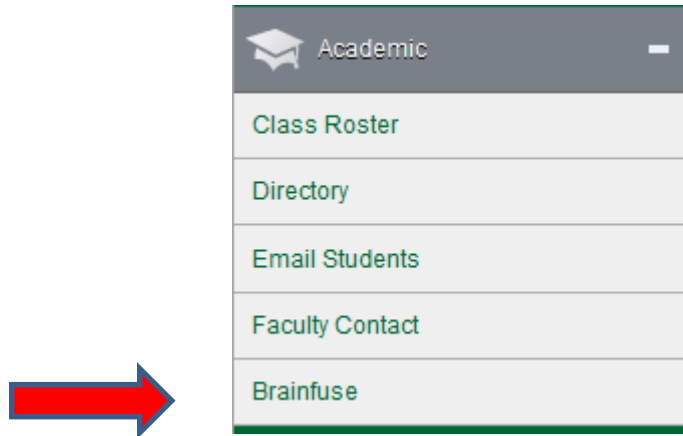 Academic
Class Roster
Directory
Email Students
Faculty Contact
Brainfuse